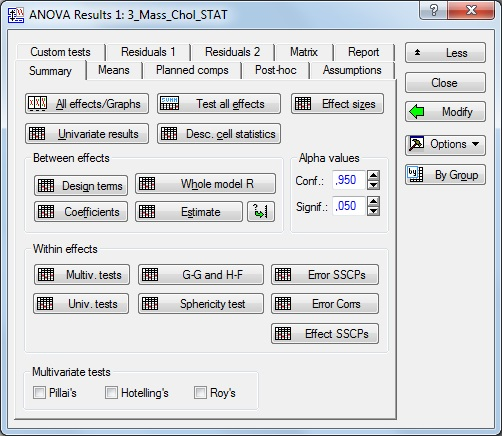 ANOVA Results 1: 3_Mass_Chol_STAT
Custom tests Residuals 1 Residuals 2 Matrix Report
Summary Means Planned comps Post-hoc Assumptions
Less
Close
Modify
Options
By Group
All effects/Graphs Test all effects Effect sizes
Univariate results Desc. cell statistics
Between effects
Design terms Whole model R
Coefficients Estimate
Alpha values
Conf.: ,950
Signif.: ,050
Within effects
Multiv. tests G-G and H-F Error SSCPs
Univ. tests Sphericity test Error Corrs
Effect SSCPs
Multivariate tests
Pillai's Hotelling's Roy's